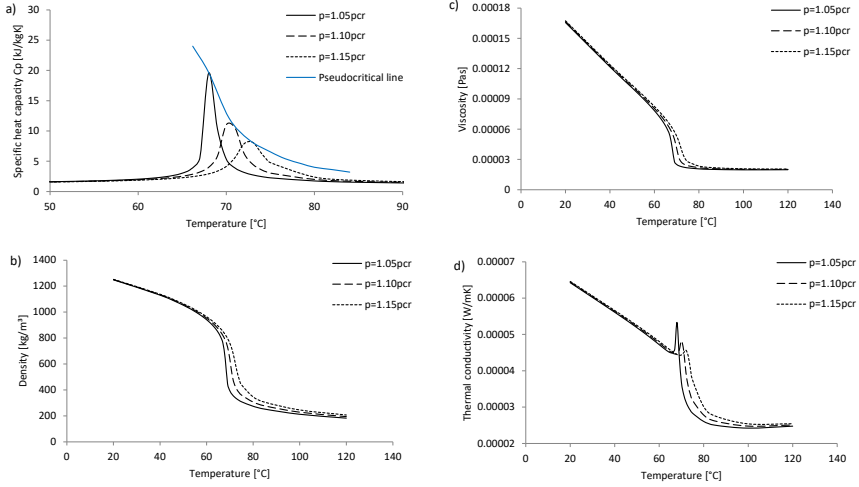 a)
Specific heat capacity Cp [kJ/kgK]
30
25
20
15
10
5
0
50
60
70
80
90
Temperature [°C]
p=1.05pcr
p=1.10pcr
p=1.15pcr
Pseudocritical line
c)
Viscosity [Pas]
0.00018
0.00015
0.00012
0.00009
0.00006
0.00003
0
0
20
40
60
80
100
120
140
Temperature [°C]
p=1.05pcr
p=1.10pcr
p=1.15pcr
b)
Density [kg/m³]
1400
1200
1000
800
600
400
200
0
0
20
40
60
80
100
120
140
Temperature [°C]
p=1.05pcr
p=1.10pcr
p=1.15pcr
d)
Thermal conductivity [W/mK]
0.00007
0.00006
0.00005
0.00004
0.00003
0.00002
0
20
40
60
80
100
120
140
Temperature [°C]
p=1.05pcr
p=1.10pcr
p=1.15pcr